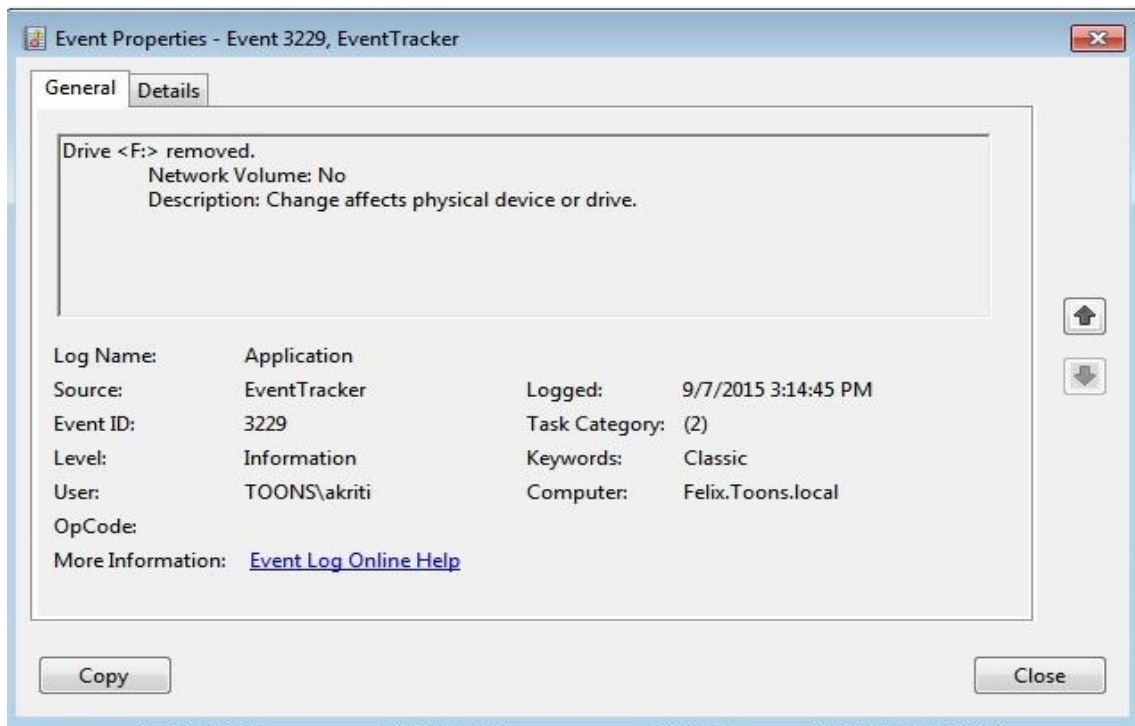 Event Properties - Event 3229, EventTracker
General Details
Drive <F:> removed.
Network Volume: No
Description: Change affects physical device or drive.
Log Name: Application
Source: EventTracker Logged: 9/7/2015 3:14:45 PM
Event ID: 3229 Task Category: (2)
Level: Information Keywords: Classic
User: TOONS\akriti Computer: Felix.Toons.local
OpCode:
More Information: Event Log Online Help
Copy Close